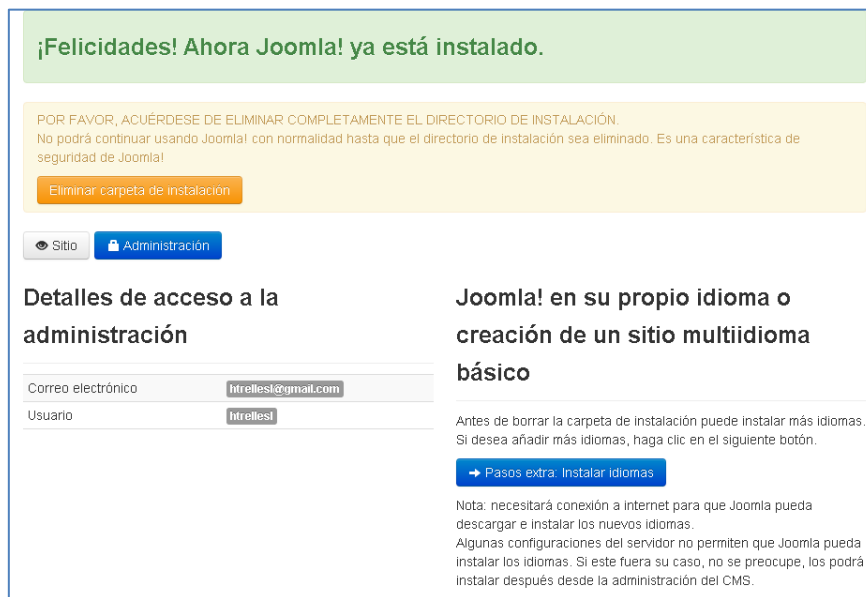 ¡Felicidades! Ahora Joomla! ya está instalado.
POR FAVOR, ACUÉRDESE DE ELIMINAR COMPLETAMENTE EL DIRECTORIO DE INSTALACIÓN.
No podrá continuar usando Joomla! con normalidad hasta que el directorio de instalación sea eliminado. Es una característica de
seguridad de Joomla!
Eliminar carpeta de instalación
Sitio
Administración
Detalles de acceso a la
administración
Correo electrónico htrellesl@gmail.com
Usuario htrellesl
Joomla! en su propio idioma o
creación de un sitio multiidioma
básico
Antes de borrar la carpeta de instalación puede instalar más idiomas.
Si desea añadir más idiomas, haga clic en el siguiente botón.
➔ Pasos extra: Instalar idiomas
Nota: necesitará conexión a internet para que Joomla pueda
descargar e instalar los nuevos idiomas.
Algunas configuraciones del servidor no permiten que Joomla pueda
instalar los idiomas. Si este fuera su caso, no se preocupe, los podrá
instalar después desde la administración del CMS.